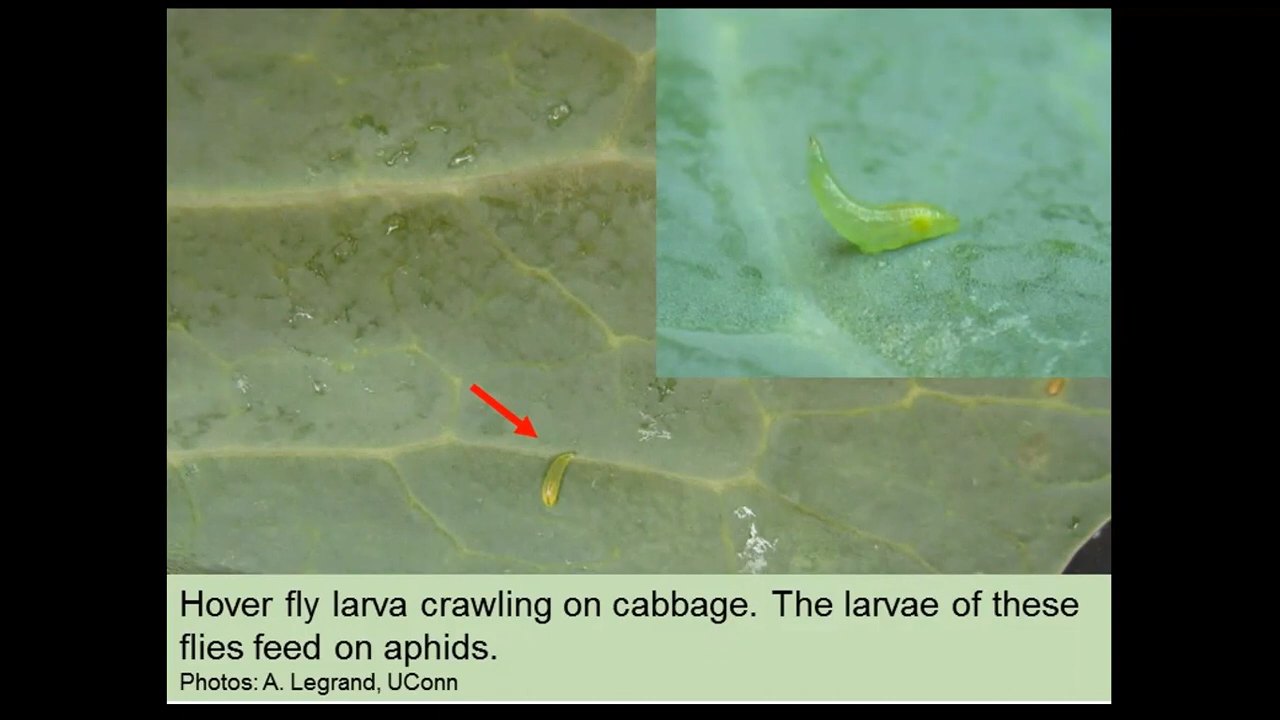 Hover fly larva crawling on cabbage. The larvae of these
flies feed on aphids.
Photos: A. Legrand, UConn